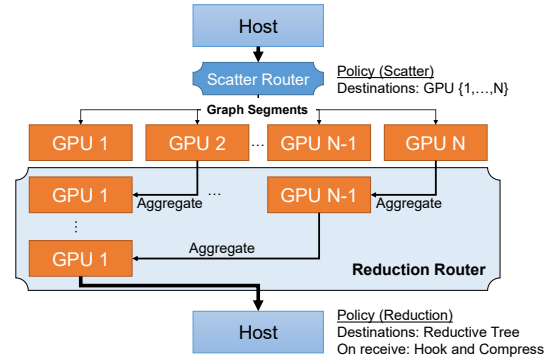 Host
Scatter Router
Policy (Scatter)
Destinations: GPU {1,...,N}
Graph Segments
GPU 1
GPU 2
...
GPU N-1
GPU N
GPU 1
...
GPU N-1
Aggregate
Aggregate
⋮
Aggregate
GPU 1
Reduction Router
Host
Policy (Reduction)
Destinations: Reductive Tree
On receive: Hook and Compress